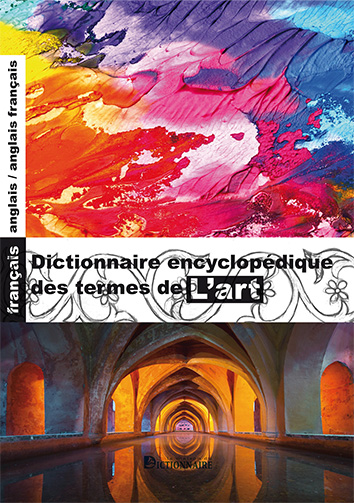 français anglais / anglais français
Dictionnaire encyclopédique
des termes de L'art
DICTIONNAIRE